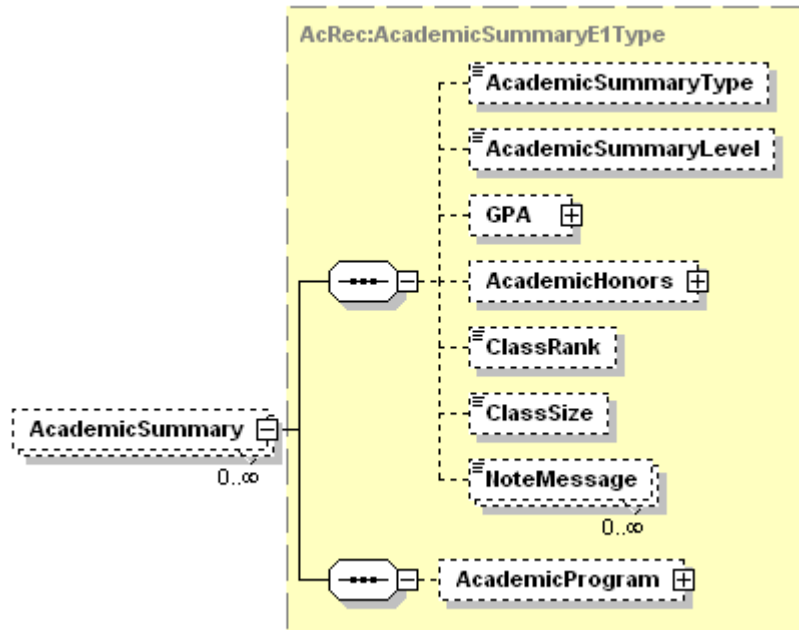 AcRec:AcademicSummaryE1Type
AcademicSummaryType
AcademicSummaryLevel
GPA
AcademicHonors
ClassRank
ClassSize
AcademicSummary
0..∞
NoteMessage
0..∞
AcademicProgram